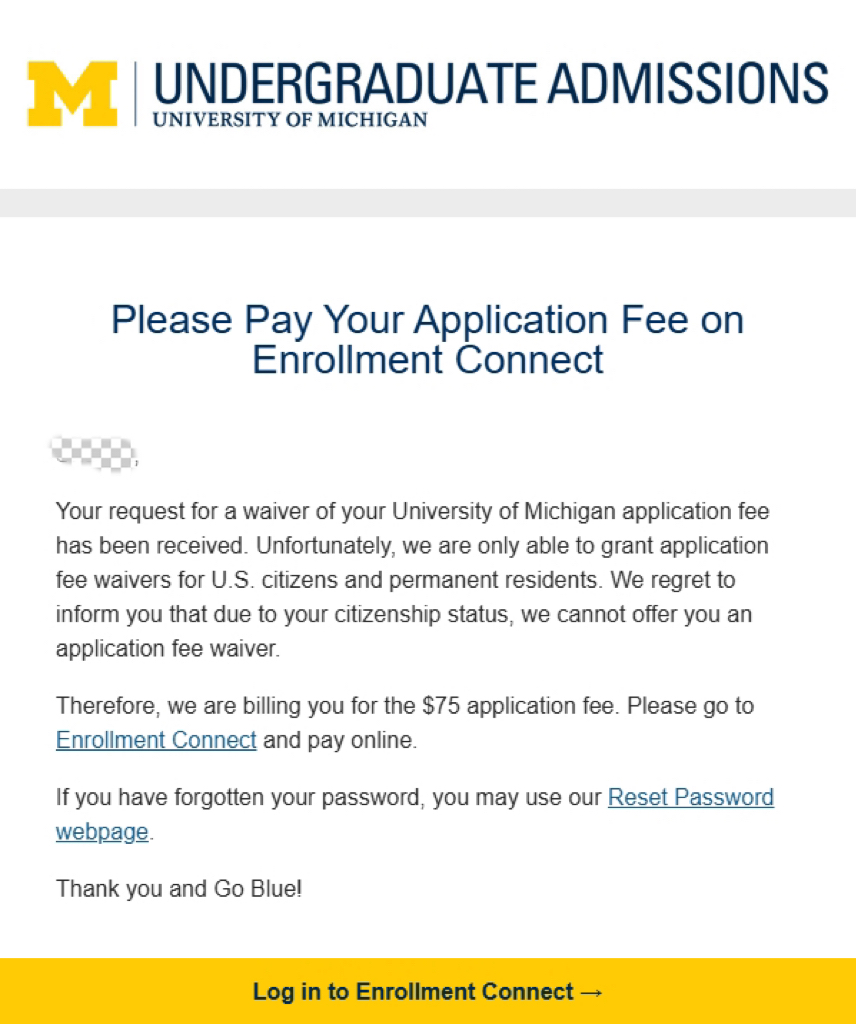 M UNDERGRADUATE ADMISSIONS
UNIVERSITY OF MICHIGAN
Please Pay Your Application Fee on
Enrollment Connect
,
Your request for a waiver of your University of Michigan application fee
has been received. Unfortunately, we are only able to grant application
fee waivers for U.S. citizens and permanent residents. We regret to
inform you that due to your citizenship status, we cannot offer you an
application fee waiver.
Therefore, we are billing you for the $75 application fee. Please go to
Enrollment Connect and pay online.
If you have forgotten your password, you may use our Reset Password
webpage.
Thank you and Go Blue!
Log in to Enrollment Connect →